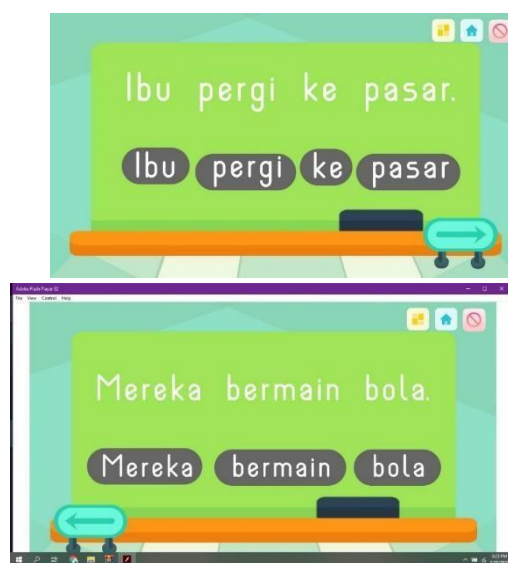 Ibu pergi ke pasar.
Ibu pergi ke pasar
Adobe Flash Player 32
File View Control Help
Mereka bermain bola.
Mereka bermain bola